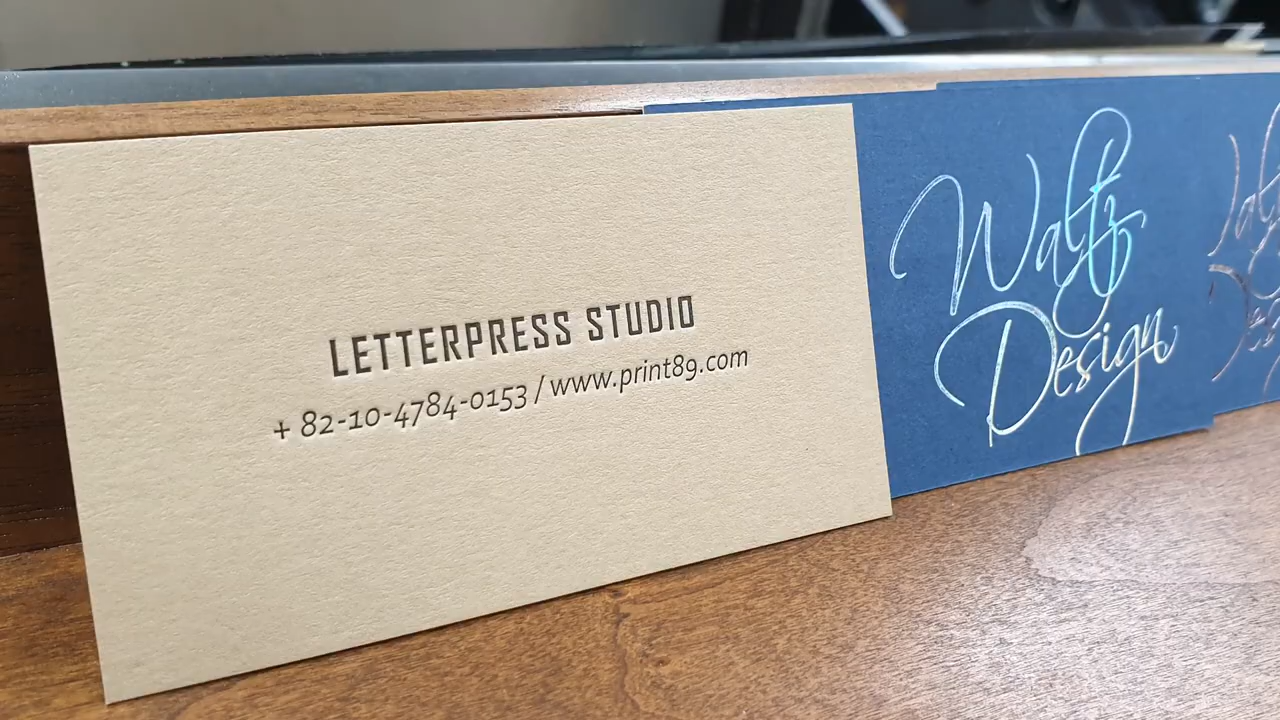 LETTERPRESS STUDIO
+ 82-10-4784-0153 / www.print89.com
Waltz
Design